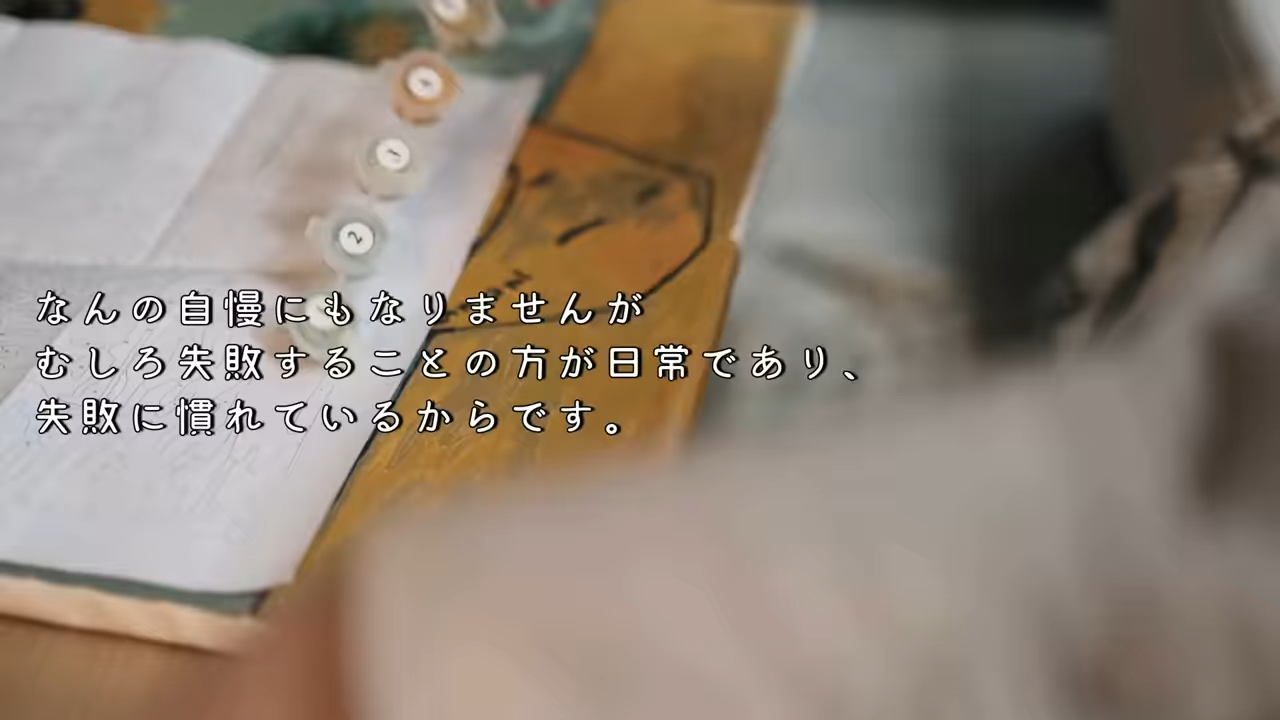 2
なんの自慢にもなりませんが
むしろ失敗することの方が日常であり、
失敗に慣れているからです。